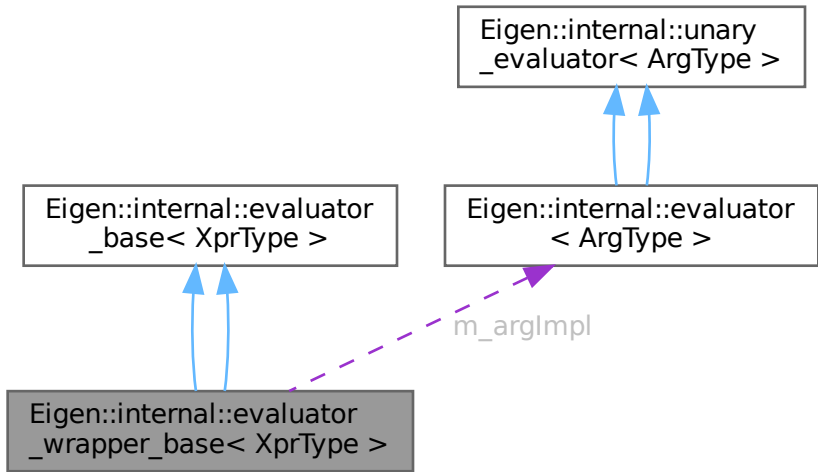 Eigen::internal::unary
_evaluator< ArgType >
Eigen::internal::evaluator
_base< XprType >
Eigen::internal::evaluator
< ArgType >
m_argImpl
Eigen::internal::evaluator
_wrapper_base< XprType >